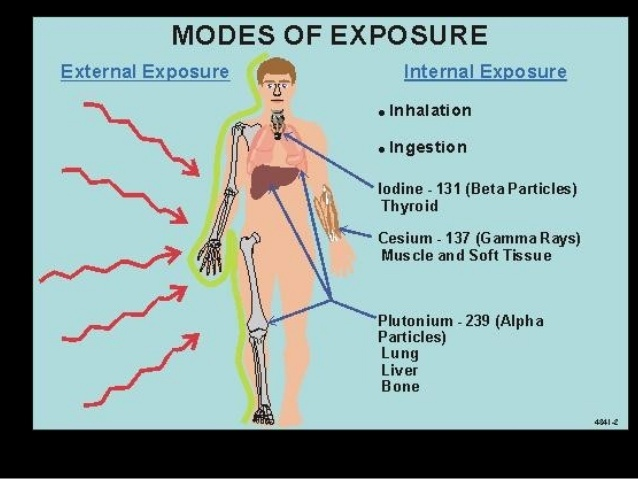 MODES OF EXPOSURE
External Exposure
Internal Exposure
• Inhalation
• Ingestion
Iodine - 131 (Beta Particles)
Thyroid
Cesium - 137 (Gamma Rays)
Muscle and Soft Tissue
Plutonium - 239 (Alpha
Particles)
Lung
Liver
Bone
4841-2